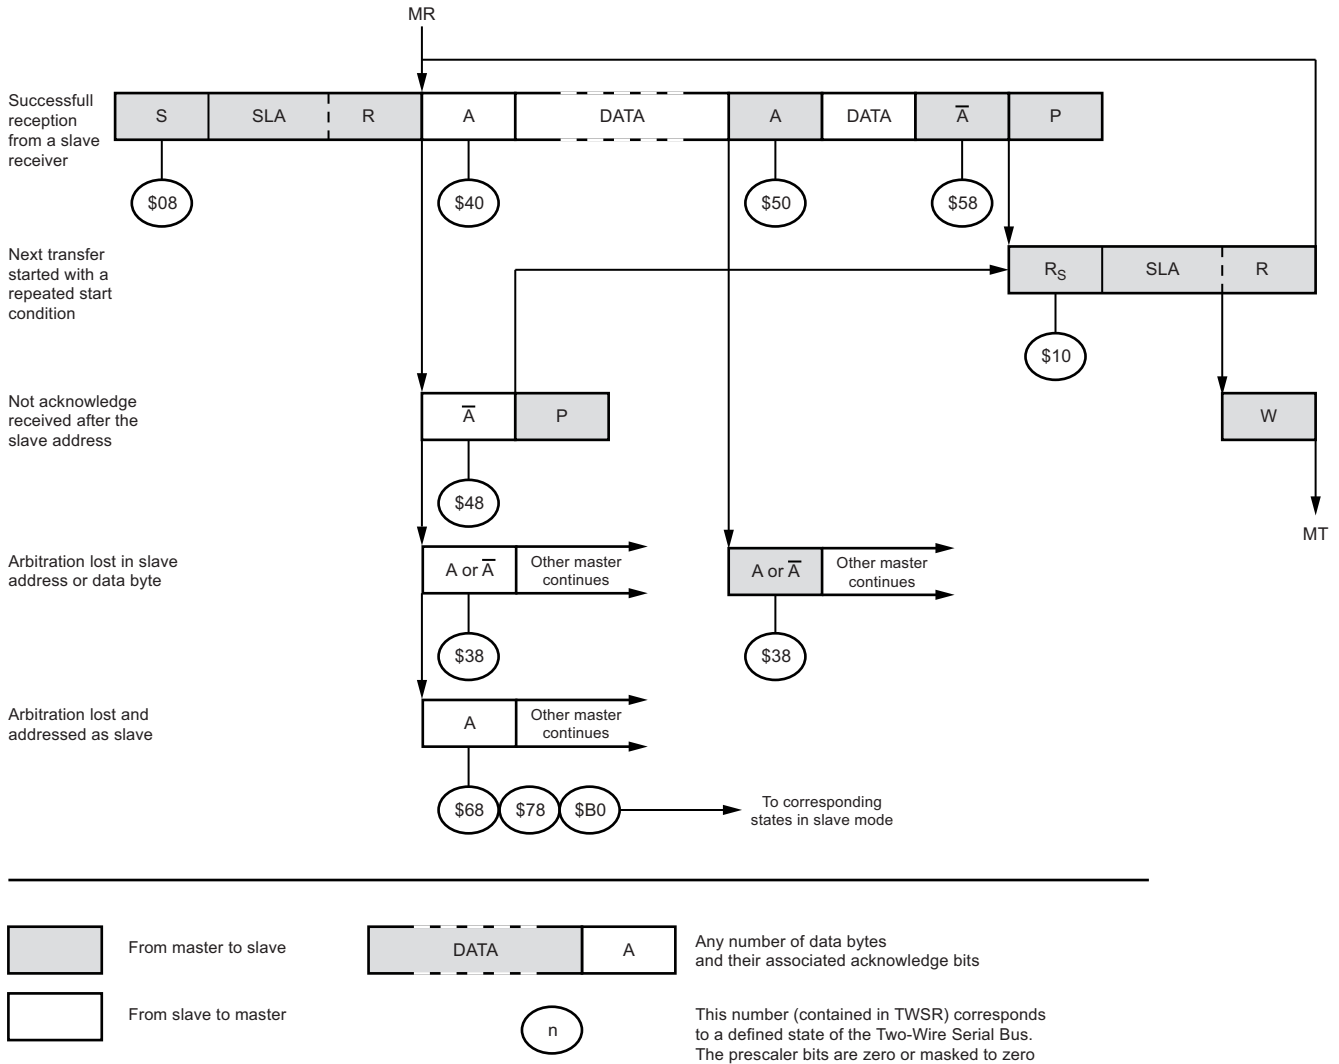 MR
Successfull
reception
from a slave
receiver
S SLA R A DATA A DATA A̅ P
$08 $40 $50 $58
Next transfer
started with a
repeated start
condition
RS SLA R
$10
Not acknowledge
received after the
slave address
A̅ P
W
$48
MT
Arbitration lost in slave
address or data byte
A or A̅ Other master
continues
A or A̅ Other master
continues
$38 $38
Arbitration lost and
addressed as slave
A Other master
continues
$68 $78 $B0
To corresponding
states in slave mode
From master to slave
DATA A
Any number of data bytes
and their associated acknowledge bits
From slave to master
n
This number (contained in TWSR) corresponds
to a defined state of the Two-Wire Serial Bus.
The prescaler bits are zero or masked to zero